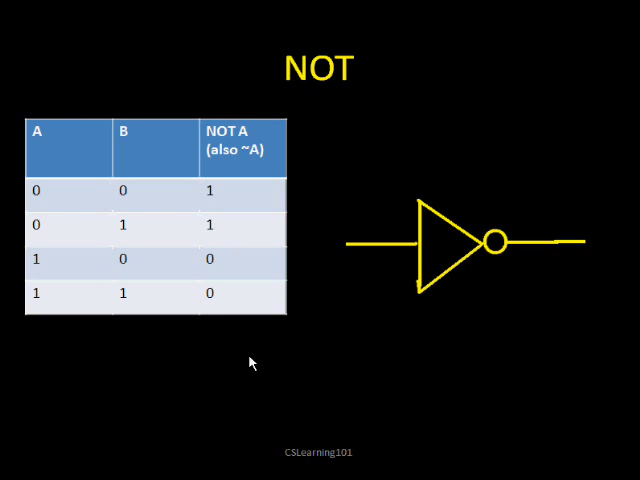 NOT
A B NOT A
(also ~A)
0 0 1
0 1 1
1 0 0
1 1 0
CSLearning101